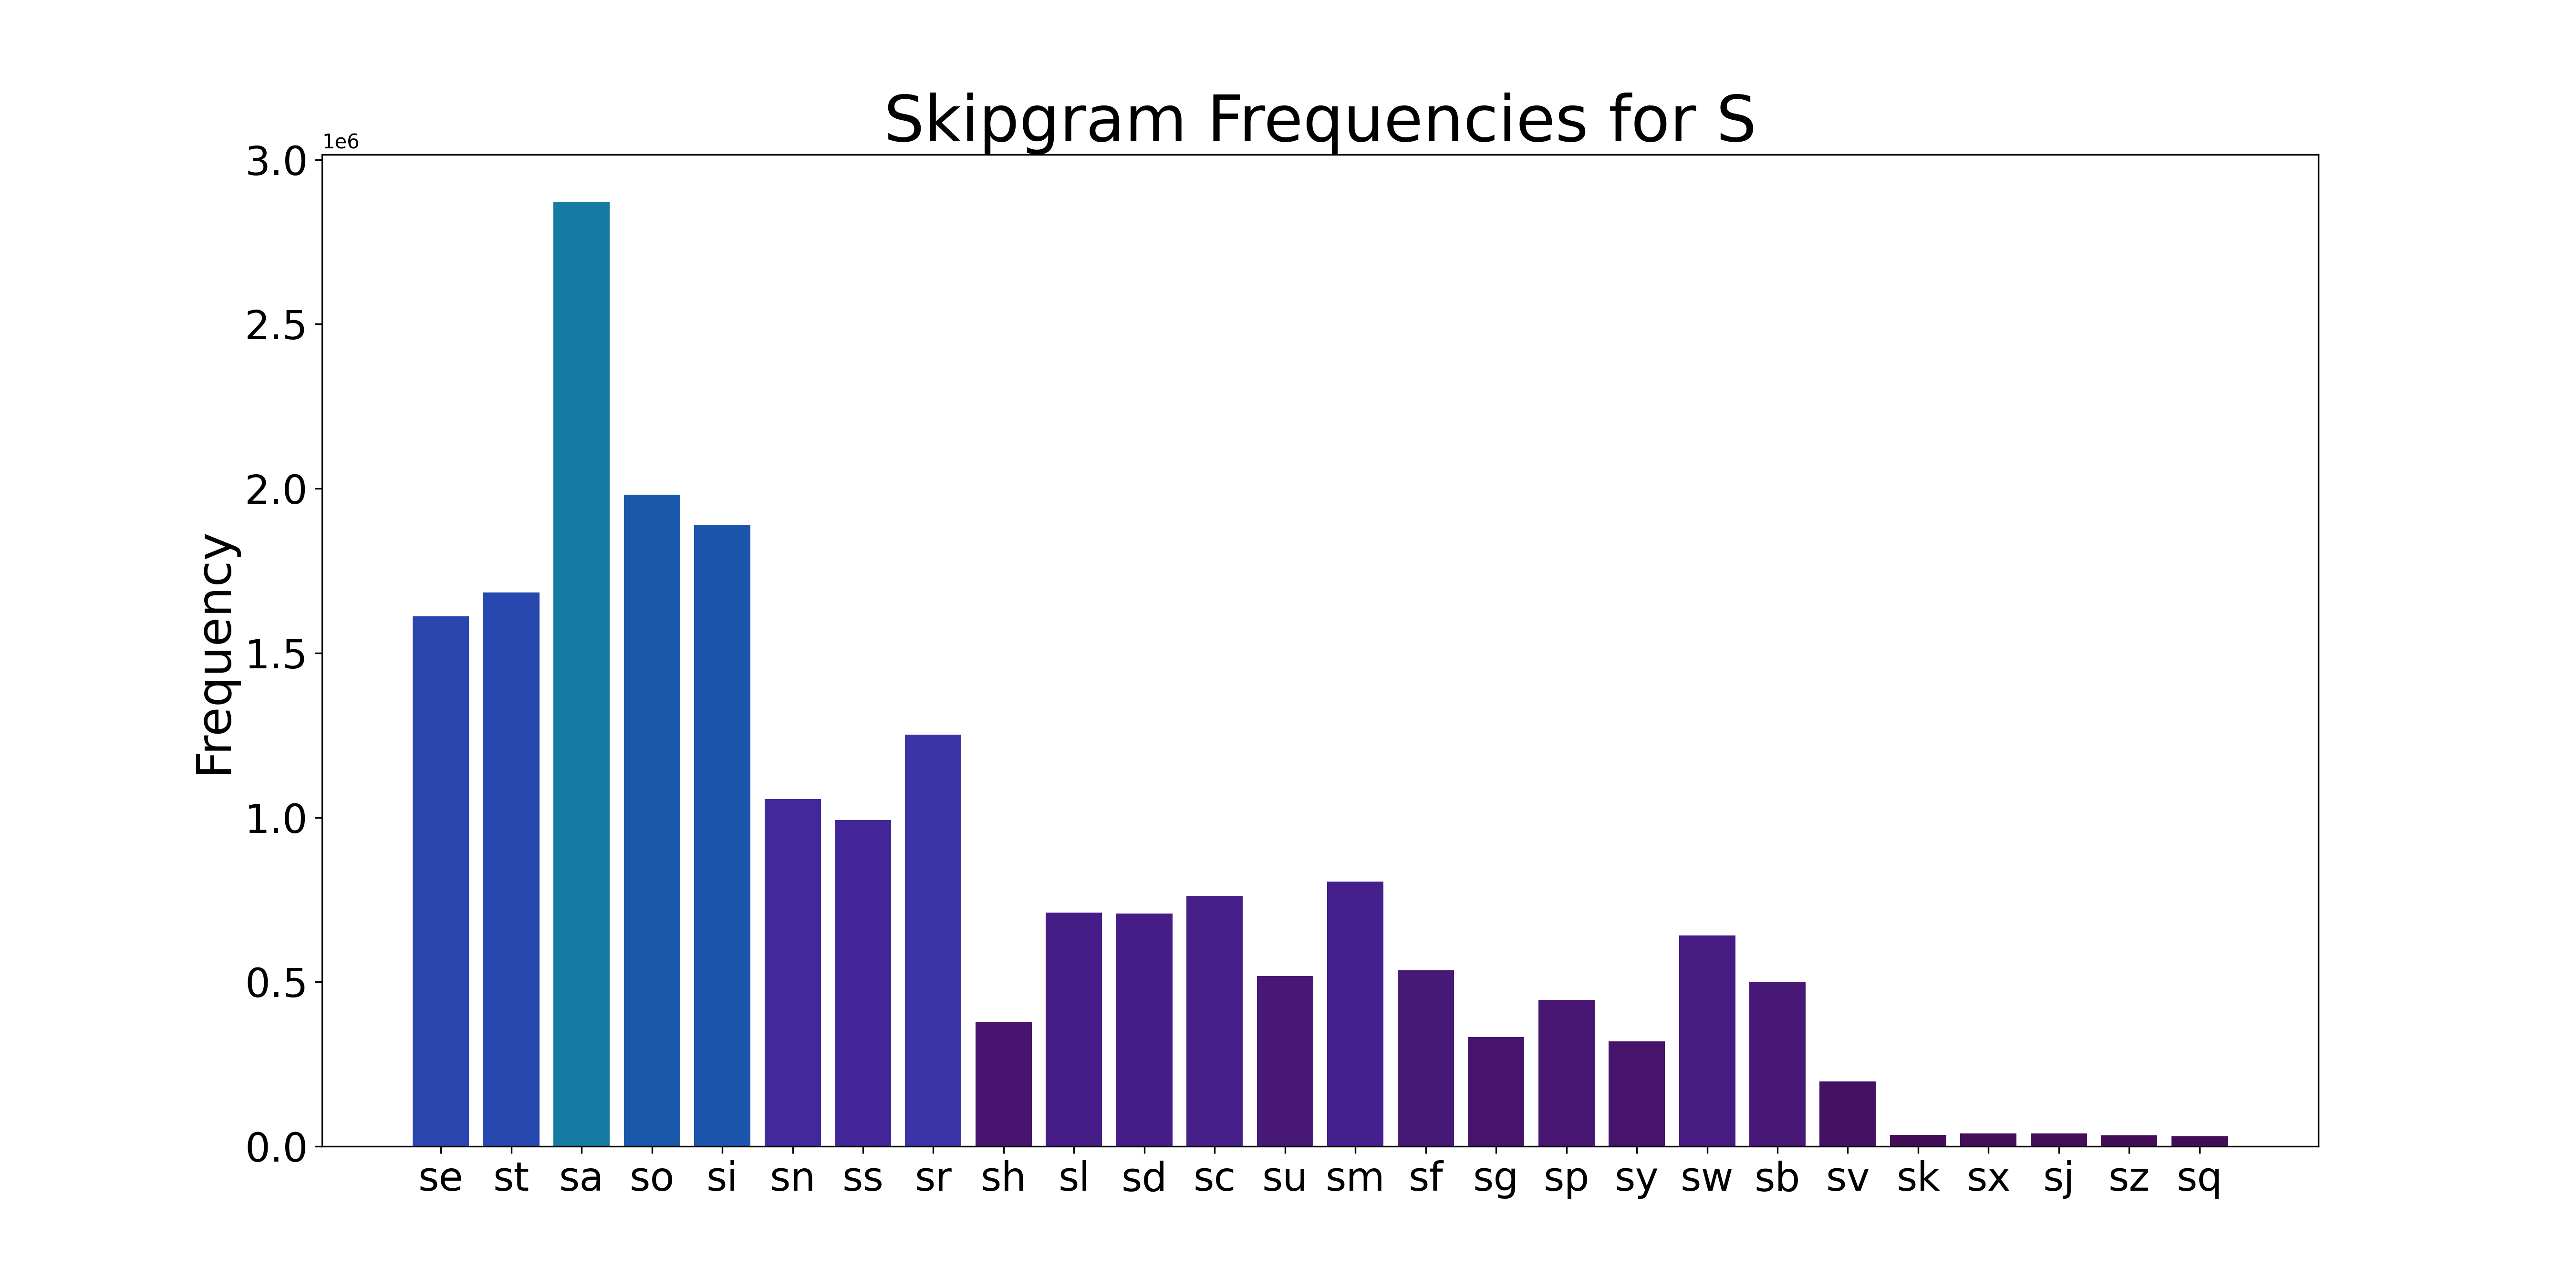 Skipgram Frequencies for S
1e6
3.0
2.5
2.0
1.5
1.0
0.5
0.0
Frequency
se st sa so si sn ss sr sh sl sd sc su sm sf sg sp sy sw sb sv sk sx sj sz sq